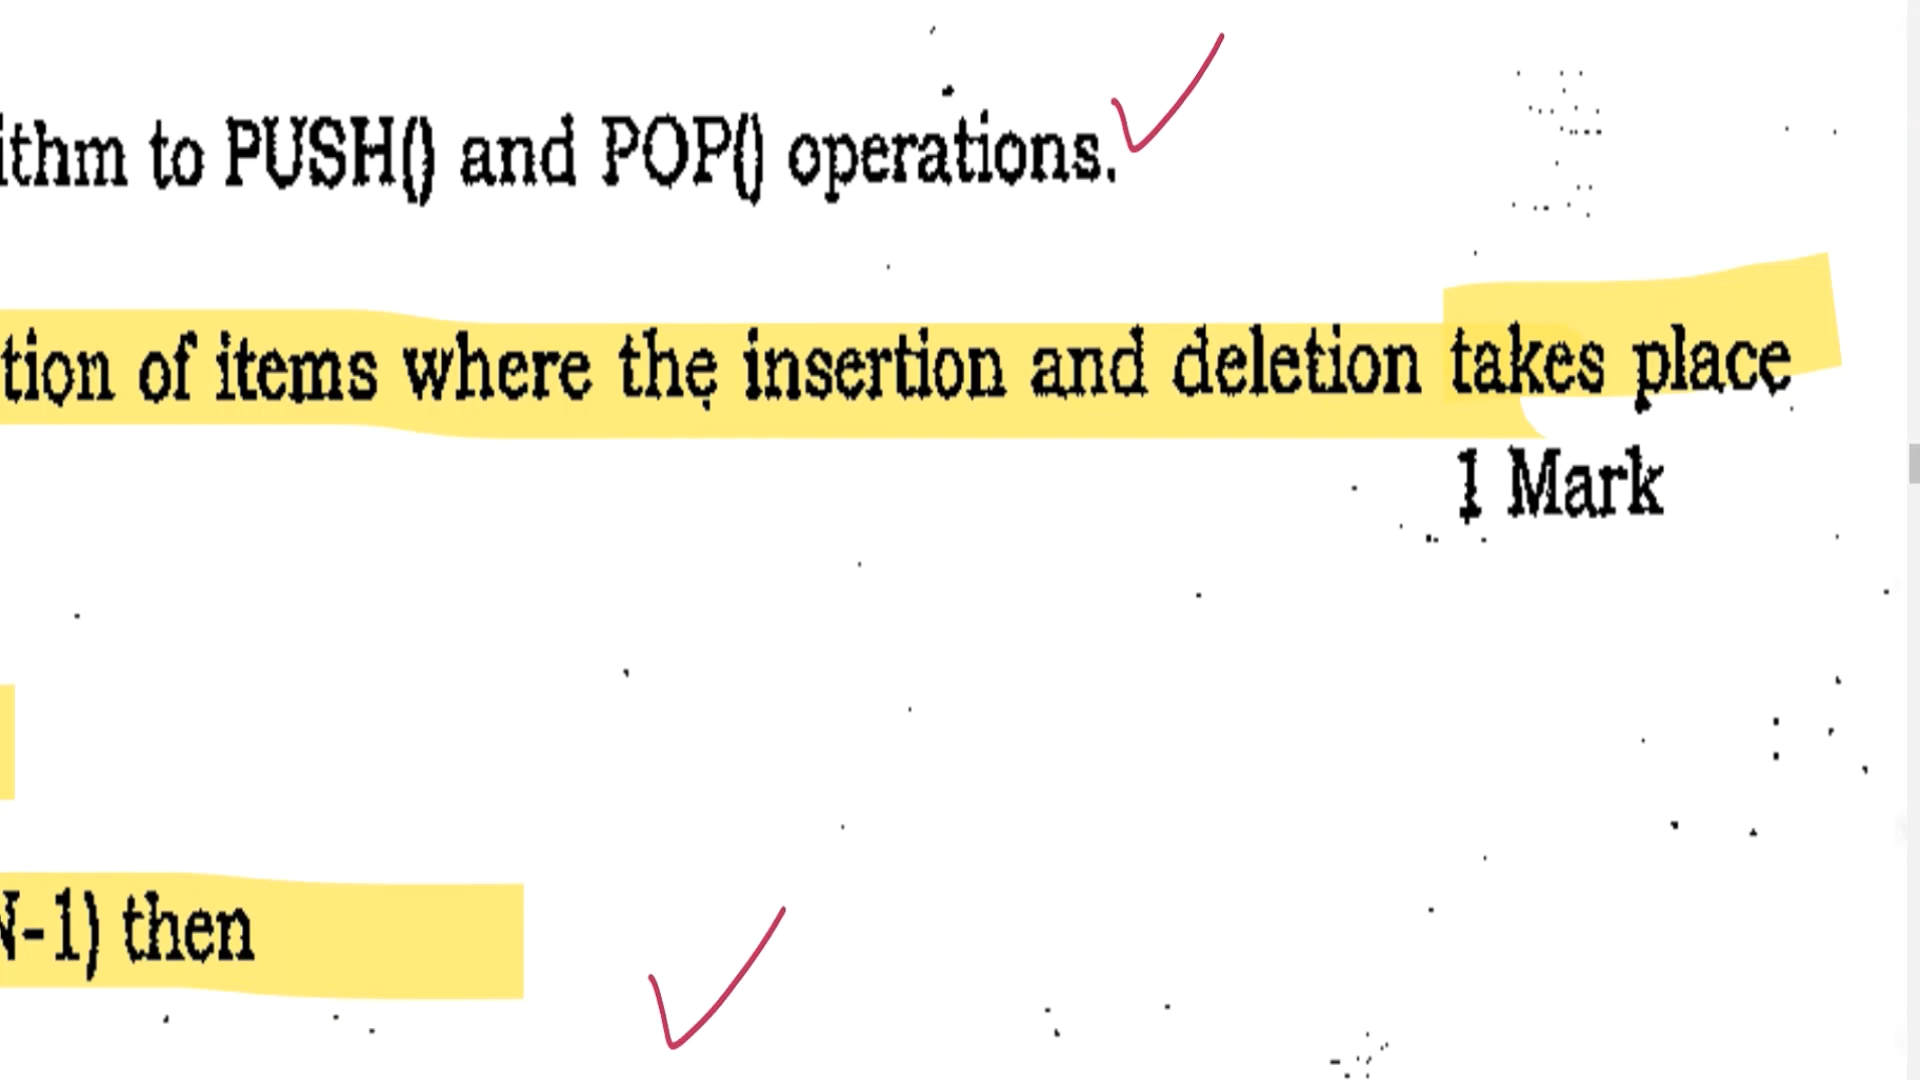 ithm to PUSH() and POP() operations.
tion of items where the insertion and deletion takes place
1 Mark
N-1) then